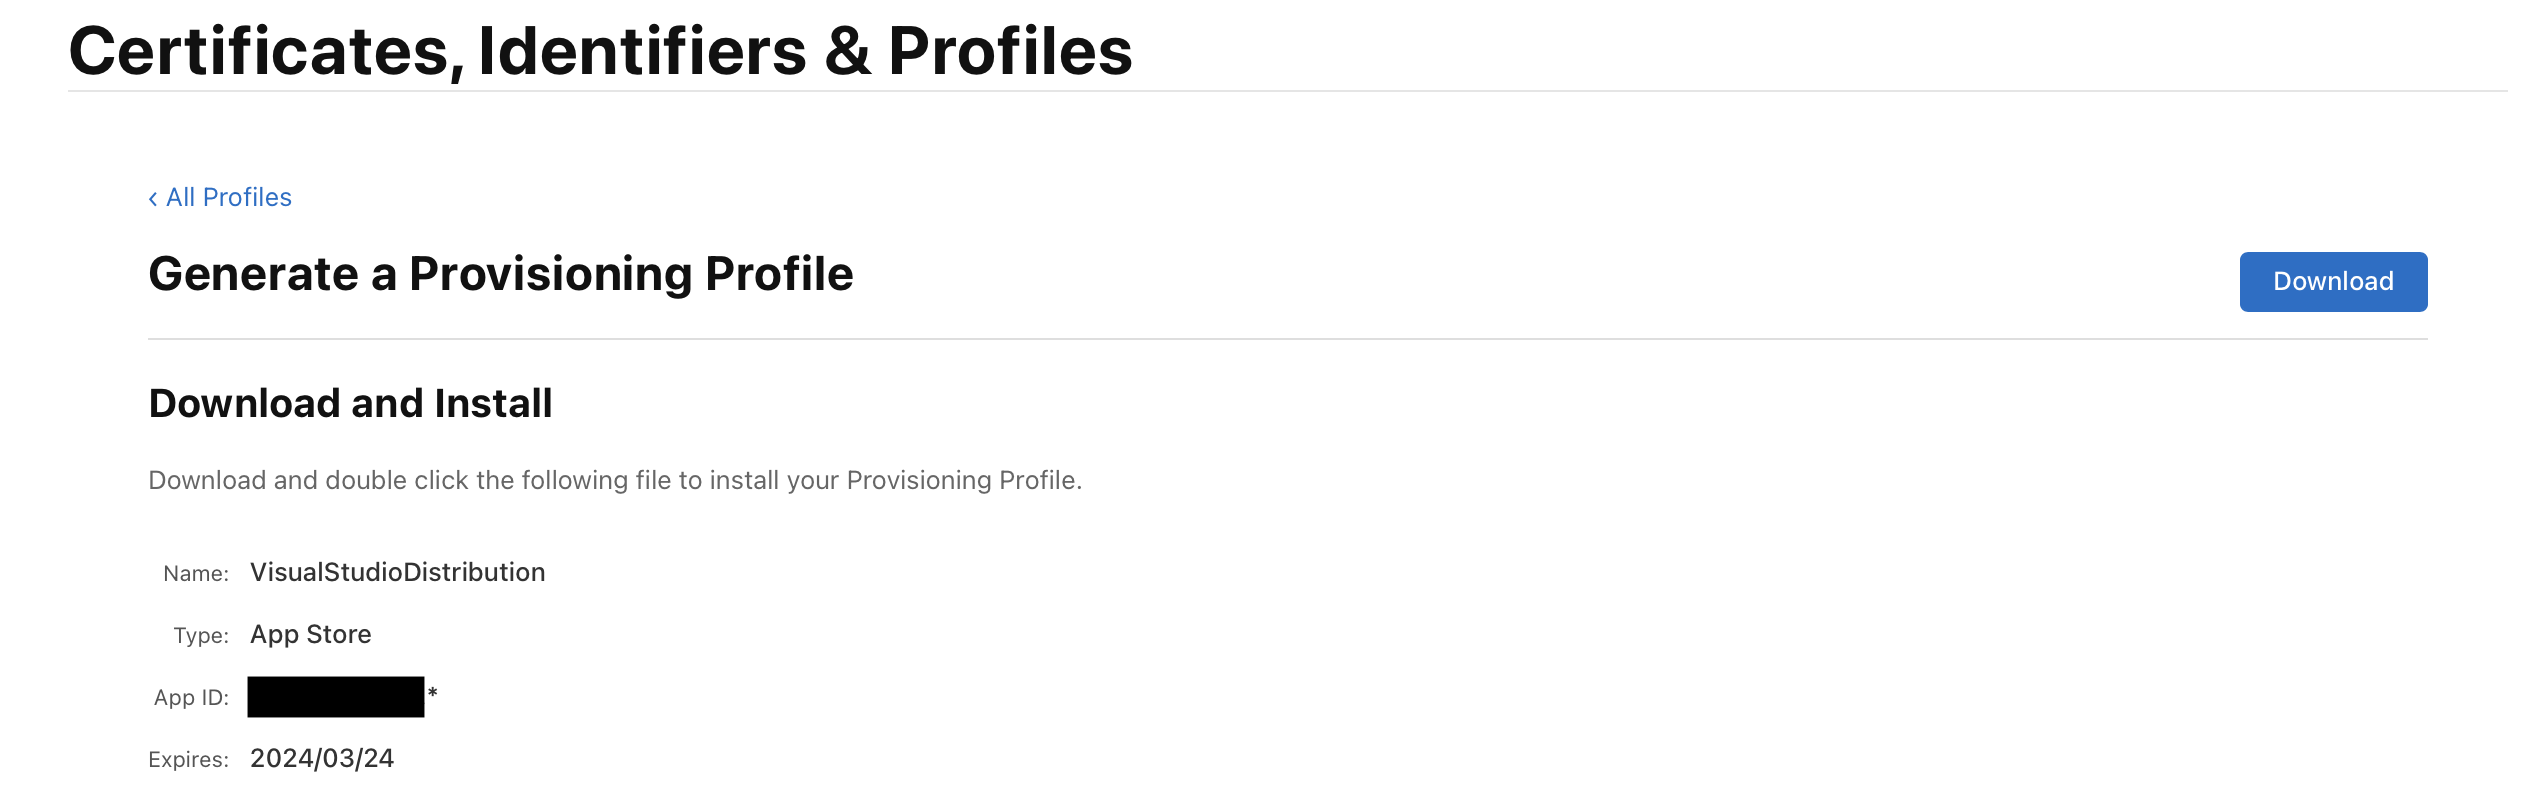 Certificates, Identifiers & Profiles
‹ All Profiles
Generate a Provisioning Profile
Download
Download and Install
Download and double click the following file to install your Provisioning Profile.
Name: VisualStudioDistribution
Type: App Store
App ID: *
Expires: 2024/03/24